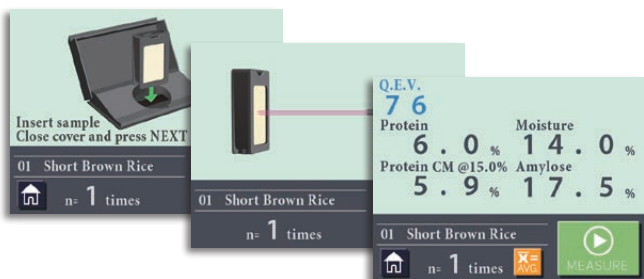 Insert sample
Close cover and press NEXT
01 Short Brown Rice
n= 1 times
01 Short Brown Rice
n= 1 times
Q.E.V.
76
Protein Moisture
6.0 % 14.0 %
Protein CM @15.0% Amylose
5.9 % 17.5 %
01 Short Brown Rice
n= 1 times
X=
AVG
MEASURE